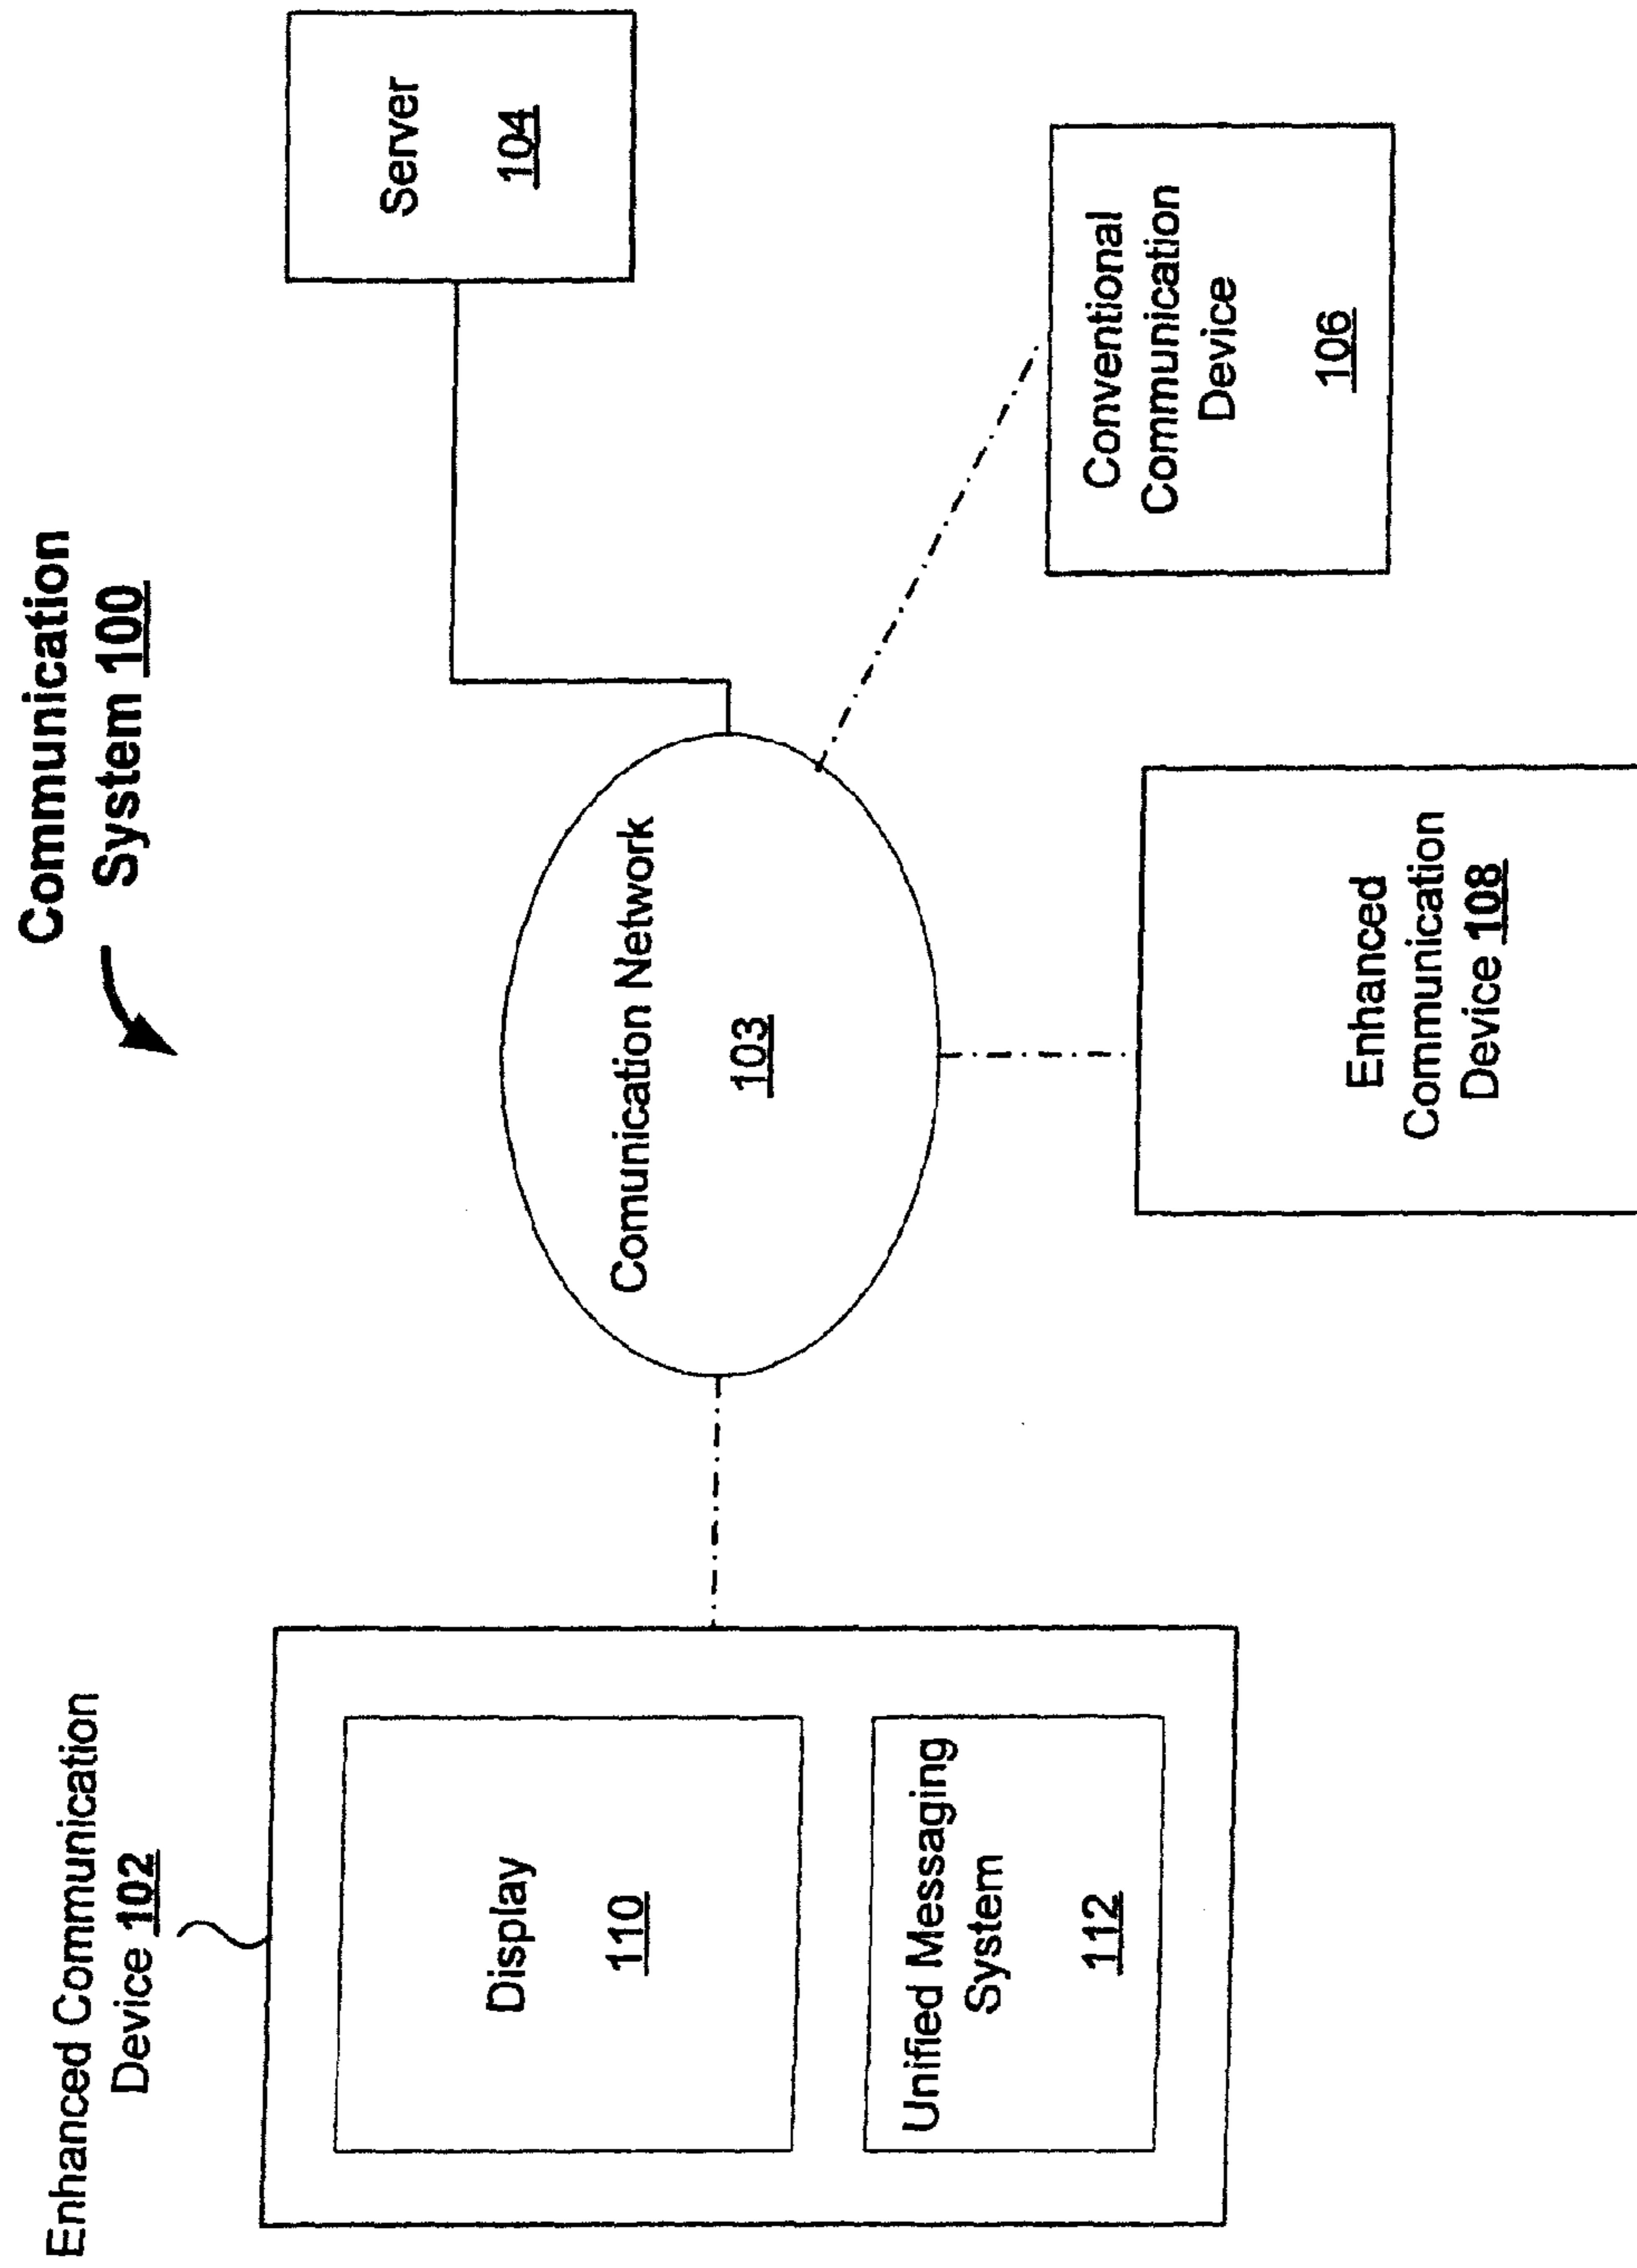 Communication
System 100
Enhanced Communication
Device 102
Display
110
Unified Messaging
System
112
Comunication Network
103
Server
104
Conventional
Communication
Device
106
Enhanced
Communication
Device 108